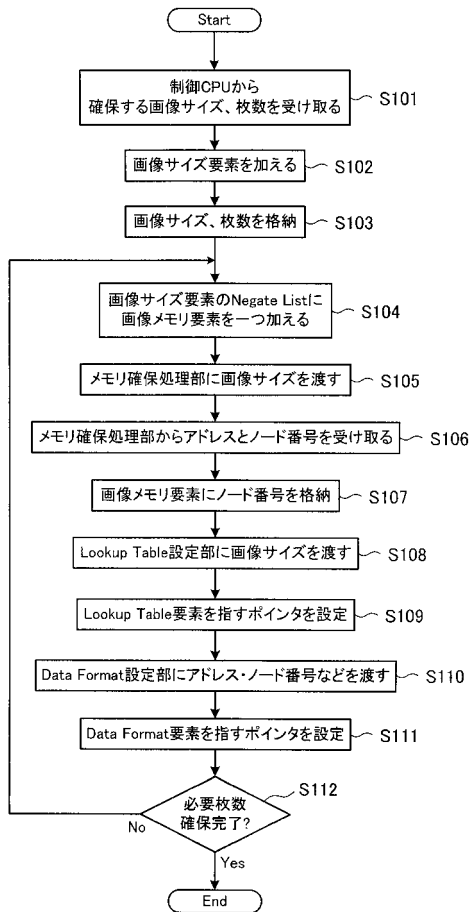 Start
制御CPUから
確保する画像サイズ、枚数を受け取る
S101
画像サイズ要素を加える
S102
画像サイズ、枚数を格納
S103
画像サイズ要素のNegate Listに
画像メモリ要素を一つ加える
S104
メモリ確保処理部に画像サイズを渡す
S105
メモリ確保処理部からアドレスとノード番号を受け取る
S106
画像メモリ要素にノード番号を格納
S107
Lookup Table設定部に画像サイズを渡す
S108
Lookup Table要素を指すポインタを設定
S109
Data Format設定部にアドレス・ノード番号などを渡す
S110
Data Format要素を指すポインタを設定
S111
必要枚数
確保完了?
S112
No
Yes
End